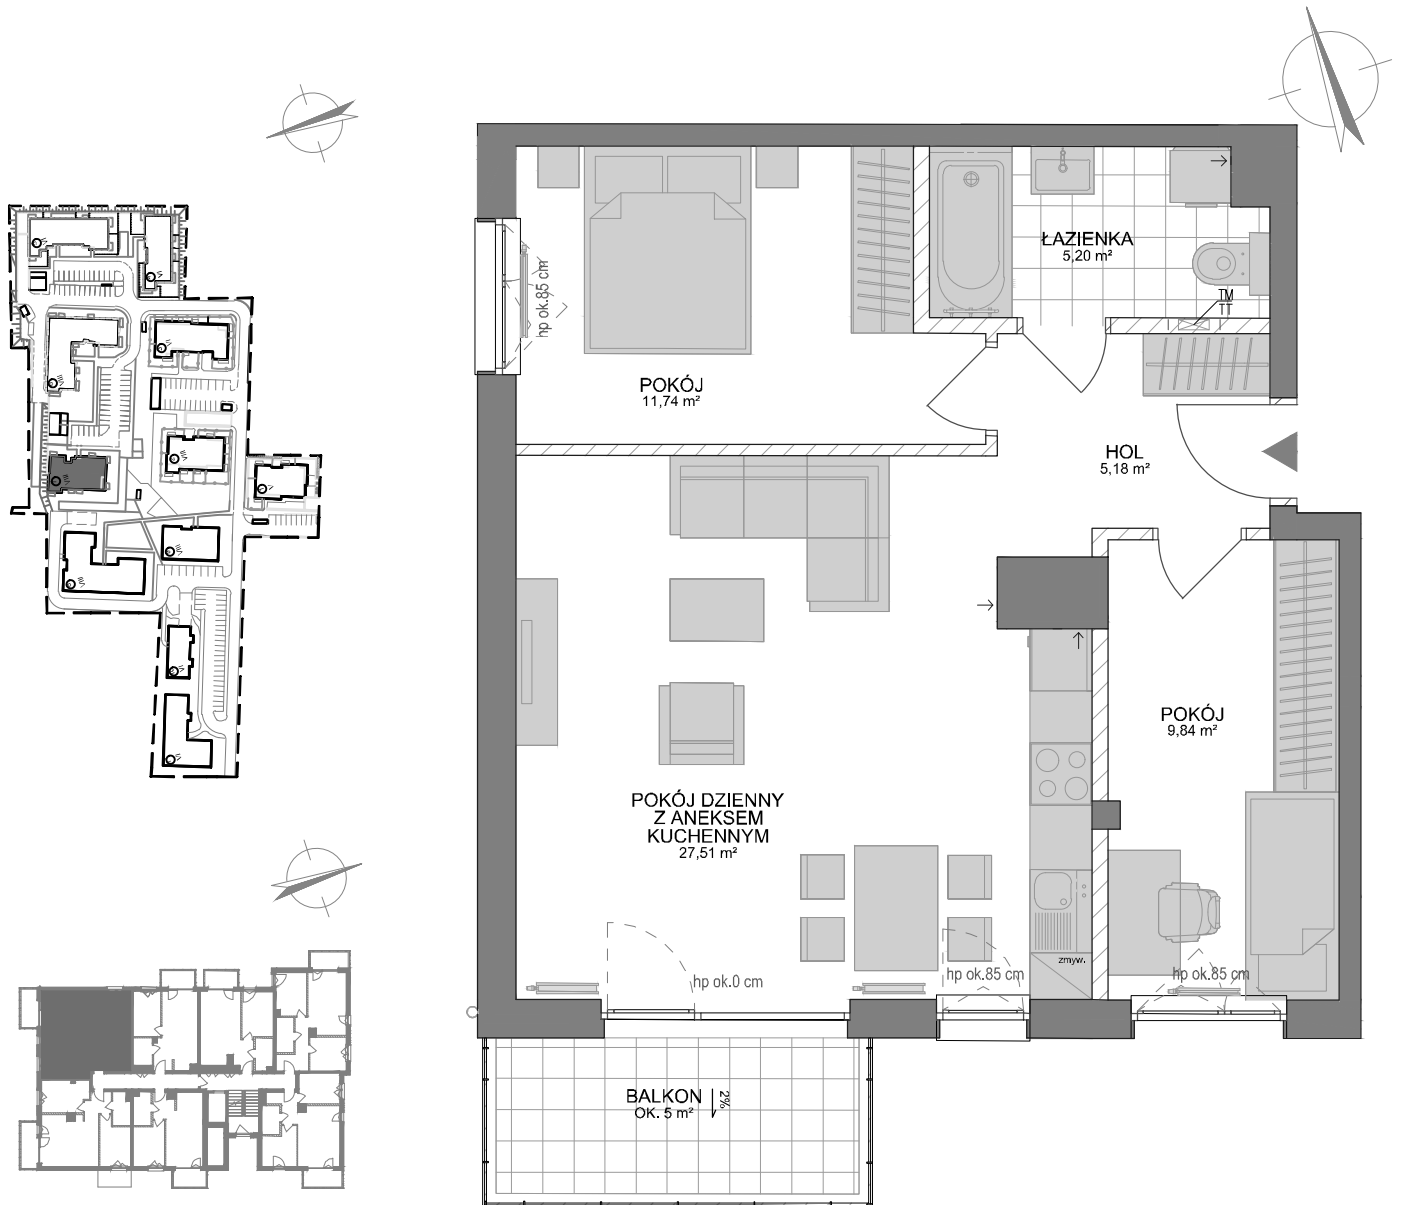 ŁAZIENKA
5,20 m²
hp ok.85 cm
TM
TT
POKÓJ
11,74 m²
HOL
5,18 m²
POKÓJ
9,84 m²
POKÓJ DZIENNY
Z ANEKSEM
KUCHENNYM
27,51 m²
zmyw.
hp ok.0 cm
hp ok.85 cm
hp ok.85 cm
BALKON
OK. 5 m²
2%